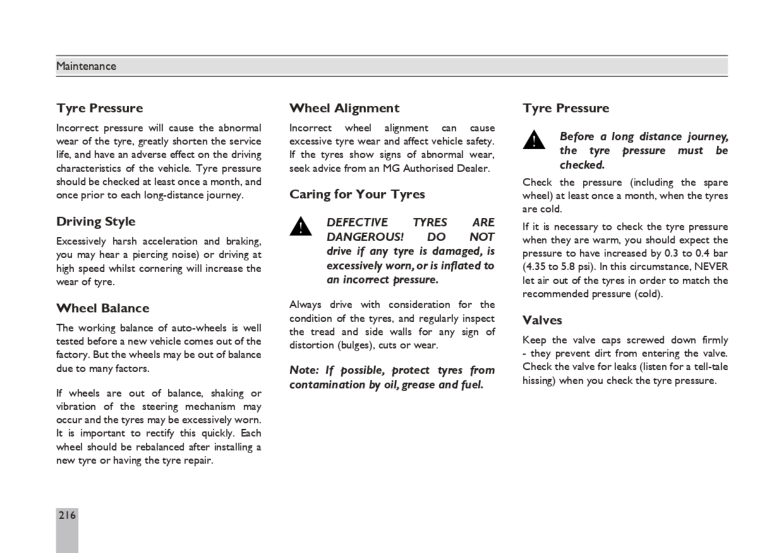 Maintenance
Tyre Pressure
Incorrect pressure will cause the abnormal
wear of the tyre, greatly shorten the service
life, and have an adverse effect on the driving
characteristics of the vehicle. Tyre pressure
should be checked at least once a month, and
once prior to each long-distance journey.
Driving Style
Excessively harsh acceleration and braking,
you may hear a piercing noise) or driving at
high speed whilst cornering will increase the
wear of tyre.
Wheel Balance
The working balance of auto-wheels is well
tested before a new vehicle comes out of the
factory. But the wheels may be out of balance
due to many factors.
If wheels are out of balance, shaking or
vibration of the steering mechanism may
occur and the tyres may be excessively worn.
It is important to rectify this quickly. Each
wheel should be rebalanced after installing a
new tyre or having the tyre repair.
Wheel Alignment
Incorrect wheel alignment can cause
excessive tyre wear and affect vehicle safety.
If the tyres show signs of abnormal wear,
seek advice from an MG Authorised Dealer.
Caring for Your Tyres
DEFECTIVE TYRES ARE
DANGEROUS! DO NOT
drive if any tyre is damaged, is
excessively worn, or is inflated to
an incorrect pressure.
Always drive with consideration for the
condition of the tyres, and regularly inspect
the tread and side walls for any sign of
distortion (bulges), cuts or wear.
Note: If possible, protect tyres from
contamination by oil, grease and fuel.
Tyre Pressure
Before a long distance journey,
the tyre pressure must be
checked.
Check the pressure (including the spare
wheel) at least once a month, when the tyres
are cold.
If it is necessary to check the tyre pressure
when they are warm, you should expect the
pressure to have increased by 0.3 to 0.4 bar
(4.35 to 5.8 psi). In this circumstance, NEVER
let air out of the tyres in order to match the
recommended pressure (cold).
Valves
Keep the valve caps screwed down firmly
- they prevent dirt from entering the valve.
Check the valve for leaks (listen for a tell-tale
hissing) when you check the tyre pressure.
216